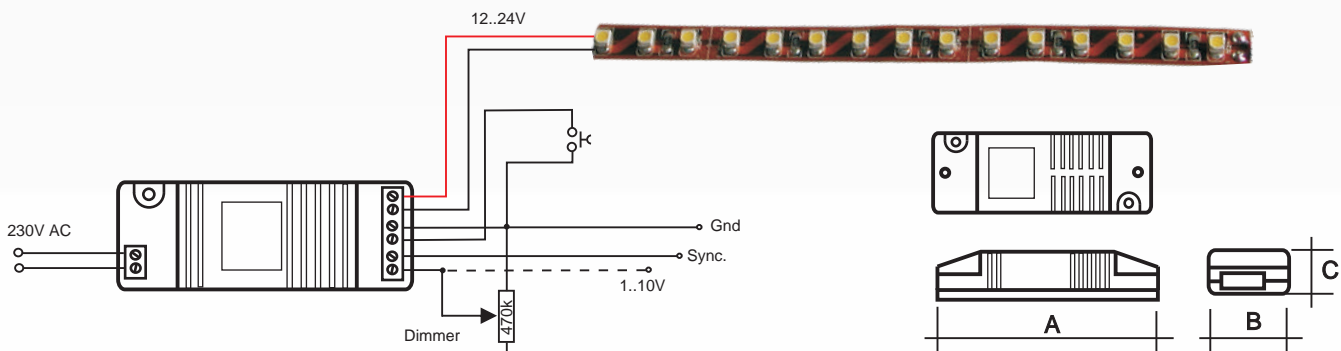 12..24V
230V AC
Gnd
Sync.
1..10V
Dimmer
470k
A
B
C